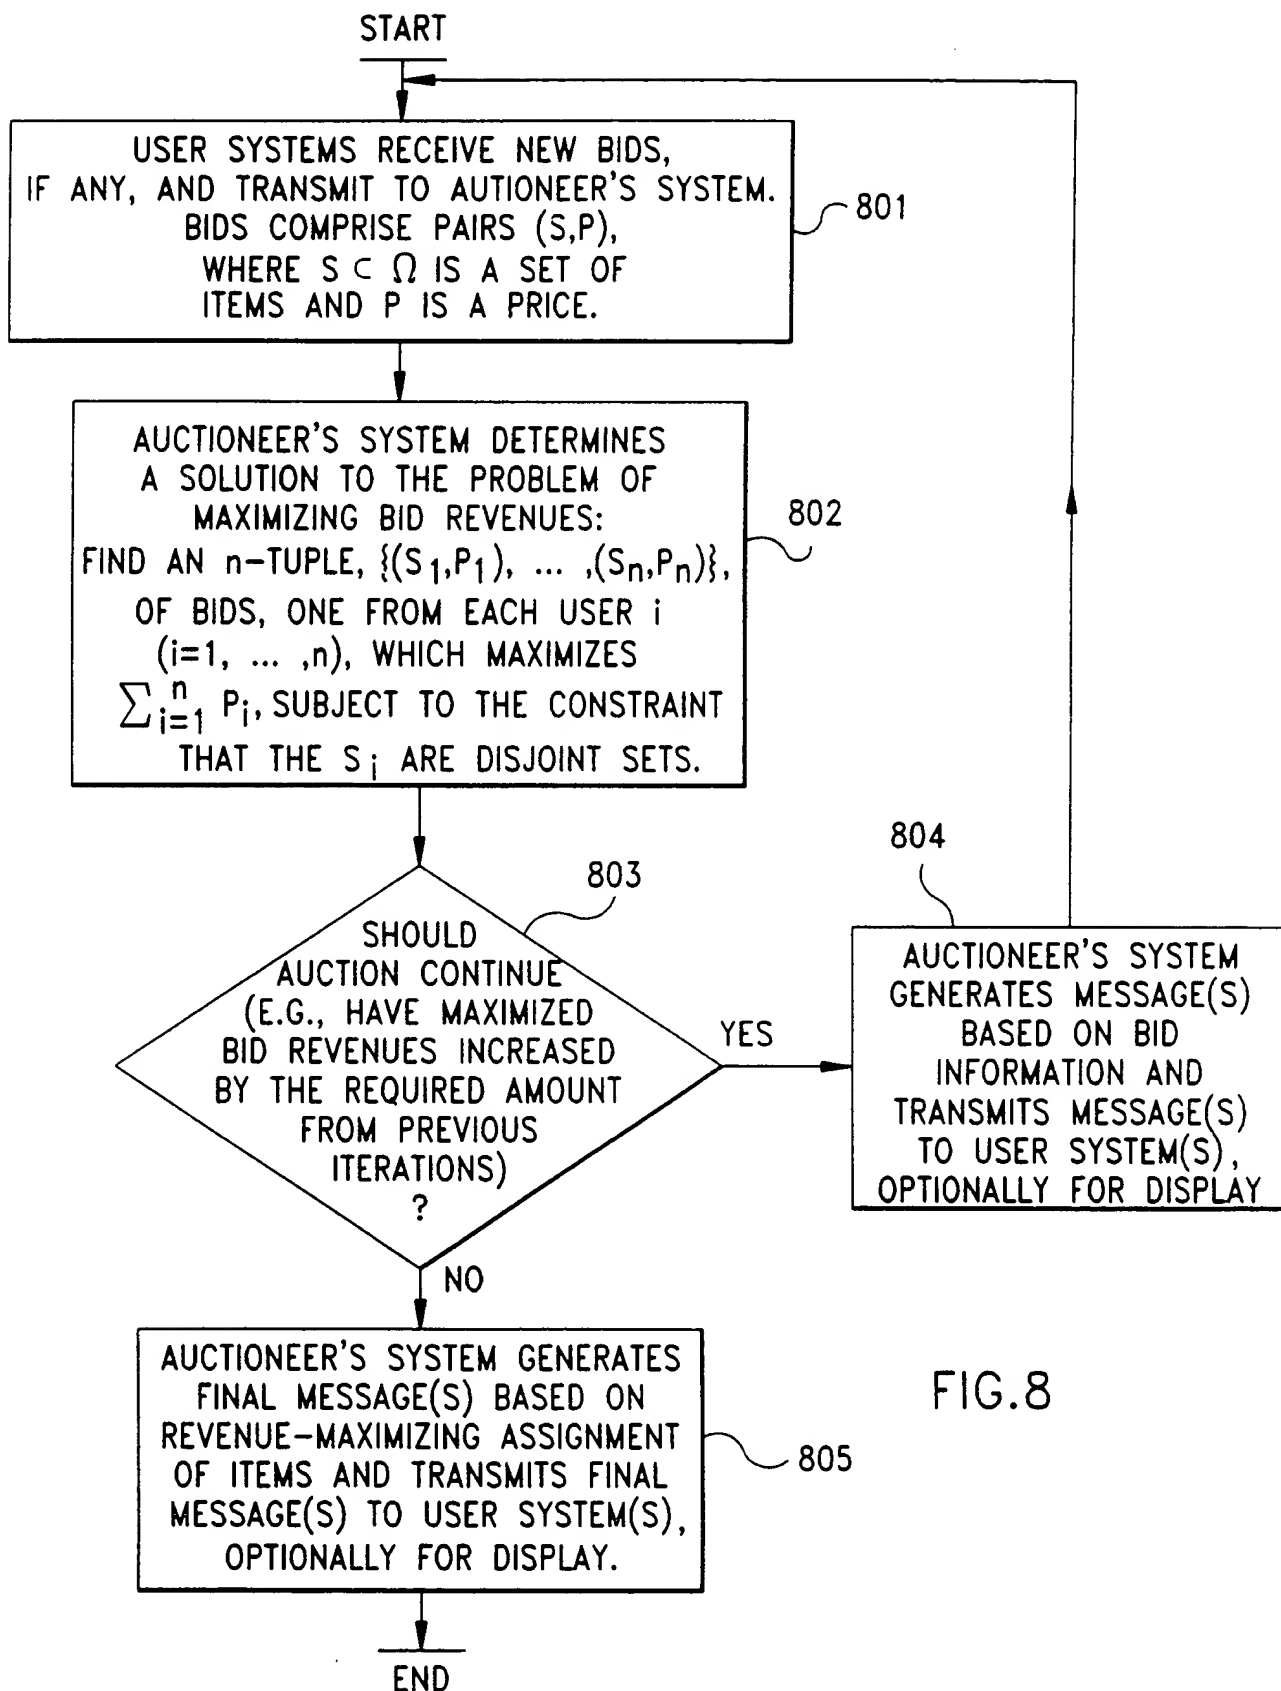 START
USER SYSTEMS RECEIVE NEW BIDS,
IF ANY, AND TRANSMIT TO AUTIONEER'S SYSTEM.
BIDS COMPRISE PAIRS (S,P),
WHERE S ⊂ Ω IS A SET OF
ITEMS AND P IS A PRICE.
801
AUCTIONEER'S SYSTEM DETERMINES
A SOLUTION TO THE PROBLEM OF
MAXIMIZING BID REVENUES:
FIND AN n-TUPLE, {(S₁,P₁), ... ,(Sₙ,Pₙ)},
OF BIDS, ONE FROM EACH USER i
(i=1, ... ,n), WHICH MAXIMIZES
∑ⁿᵢ₌₁ Pᵢ, SUBJECT TO THE CONSTRAINT
THAT THE Sᵢ ARE DISJOINT SETS.
802
803
SHOULD
AUCTION CONTINUE
(E.G., HAVE MAXIMIZED
BID REVENUES INCREASED
BY THE REQUIRED AMOUNT
FROM PREVIOUS
ITERATIONS)
?
YES
NO
804
AUCTIONEER'S SYSTEM
GENERATES MESSAGE(S)
BASED ON BID
INFORMATION AND
TRANSMITS MESSAGE(S)
TO USER SYSTEM(S),
OPTIONALLY FOR DISPLAY
AUCTIONEER'S SYSTEM GENERATES
FINAL MESSAGE(S) BASED ON
REVENUE-MAXIMIZING ASSIGNMENT
OF ITEMS AND TRANSMITS FINAL
MESSAGE(S) TO USER SYSTEM(S),
OPTIONALLY FOR DISPLAY.
805
END
FIG.8